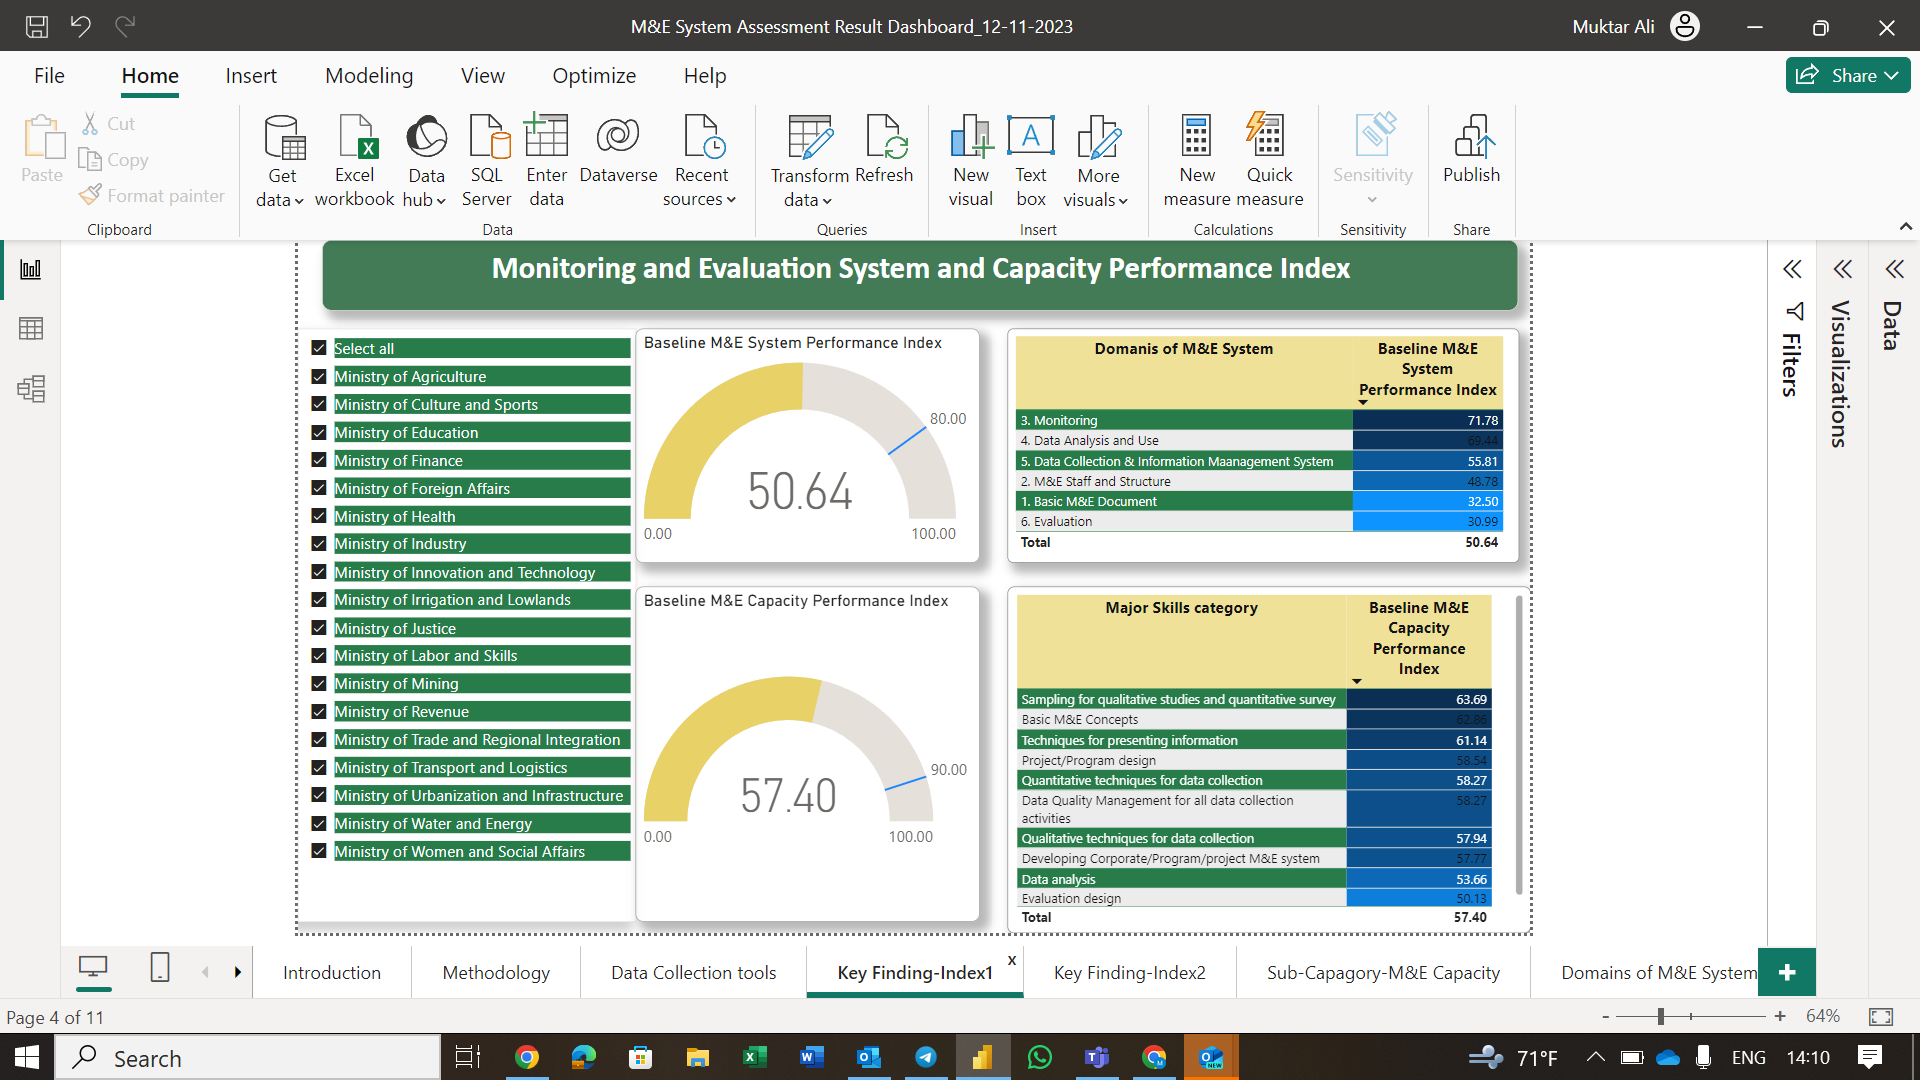 M&E System Assessment Result Dashboard_12-11-2023
Muktar Ali
File Home Insert Modeling View Optimize Help
Share
Paste
Cut
Copy
Format painter
Clipboard
Get data
Excel workbook
Data hub
SQL Server
Enter data
Dataverse
Recent sources
Data
Transform data
Refresh
Queries
New visual
Text box
More visuals
Insert
New measure
Quick measure
Calculations
Sensitivity
Sensitivity
Publish
Share
Monitoring and Evaluation System and Capacity Performance Index
Select all
Ministry of Agriculture
Ministry of Culture and Sports
Ministry of Education
Ministry of Finance
Ministry of Foreign Affairs
Ministry of Health
Ministry of Industry
Ministry of Innovation and Technology
Ministry of Irrigation and Lowlands
Ministry of Justice
Ministry of Labor and Skills
Ministry of Mining
Ministry of Revenue
Ministry of Trade and Regional Integration
Ministry of Transport and Logistics
Ministry of Urbanization and Infrastructure
Ministry of Water and Energy
Ministry of Women and Social Affairs
Baseline M&E System Performance Index
80.00
50.64
0.00
100.00
Baseline M&E Capacity Performance Index
90.00
57.40
0.00
100.00
Domanis of M&E System
Baseline M&E
System
Performance Index
3. Monitoring 71.78
4. Data Analysis and Use 69.44
5. Data Collection & Information Maanagement System 55.81
2. M&E Staff and Structure 48.78
1. Basic M&E Document 32.50
6. Evaluation 30.99
Total 50.64
Major Skills category
Baseline M&E
Capacity
Performance
Index
Sampling for qualitative studies and quantitative survey 63.69
Basic M&E Concepts 62.86
Techniques for presenting information 61.14
Project/Program design 58.54
Quantitative techniques for data collection 58.27
Data Quality Management for all data collection 58.27
activities
Qualitative techniques for data collection 57.94
Developing Corporate/Program/project M&E system 57.77
Data analysis 53.66
Evaluation design 50.13
Total 57.40
Filters
Visualizations
Data
Introduction
Methodology
Data Collection tools
Key Finding-Index1
x
Key Finding-Index2
Sub-Capagory-M&E Capacity
Domains of M&E System
Page 4 of 11
64%
Search
71°F
ENG
14:10